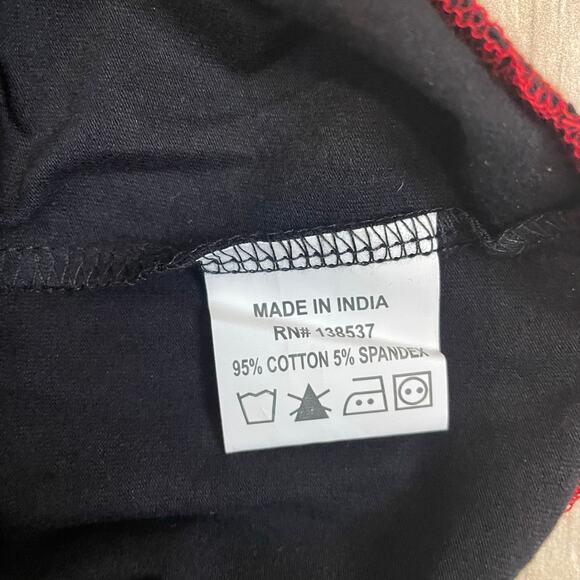 MADE IN INDIA
RN# 138537
95% COTTON 5% SPANDEX